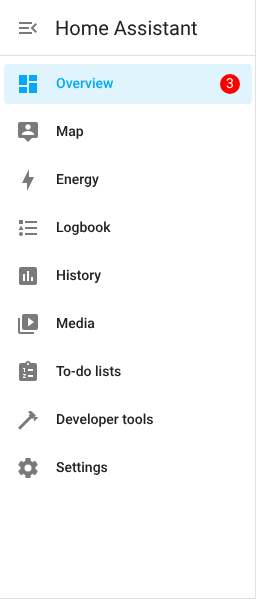 Home Assistant
Overview 3
Map
Energy
Logbook
History
Media
To-do lists
Developer tools
Settings